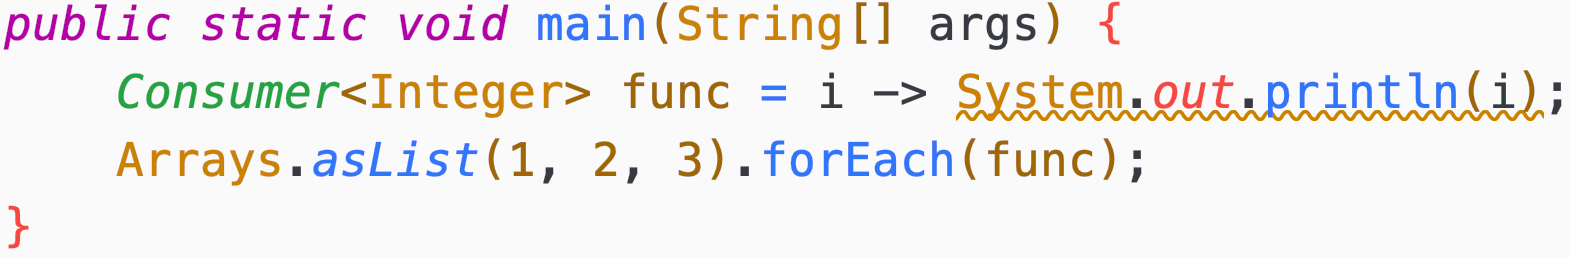 public static void main(String[] args) {
    Consumer<Integer> func = i -> System.out.println(i);
    Arrays.asList(1, 2, 3).forEach(func);
}